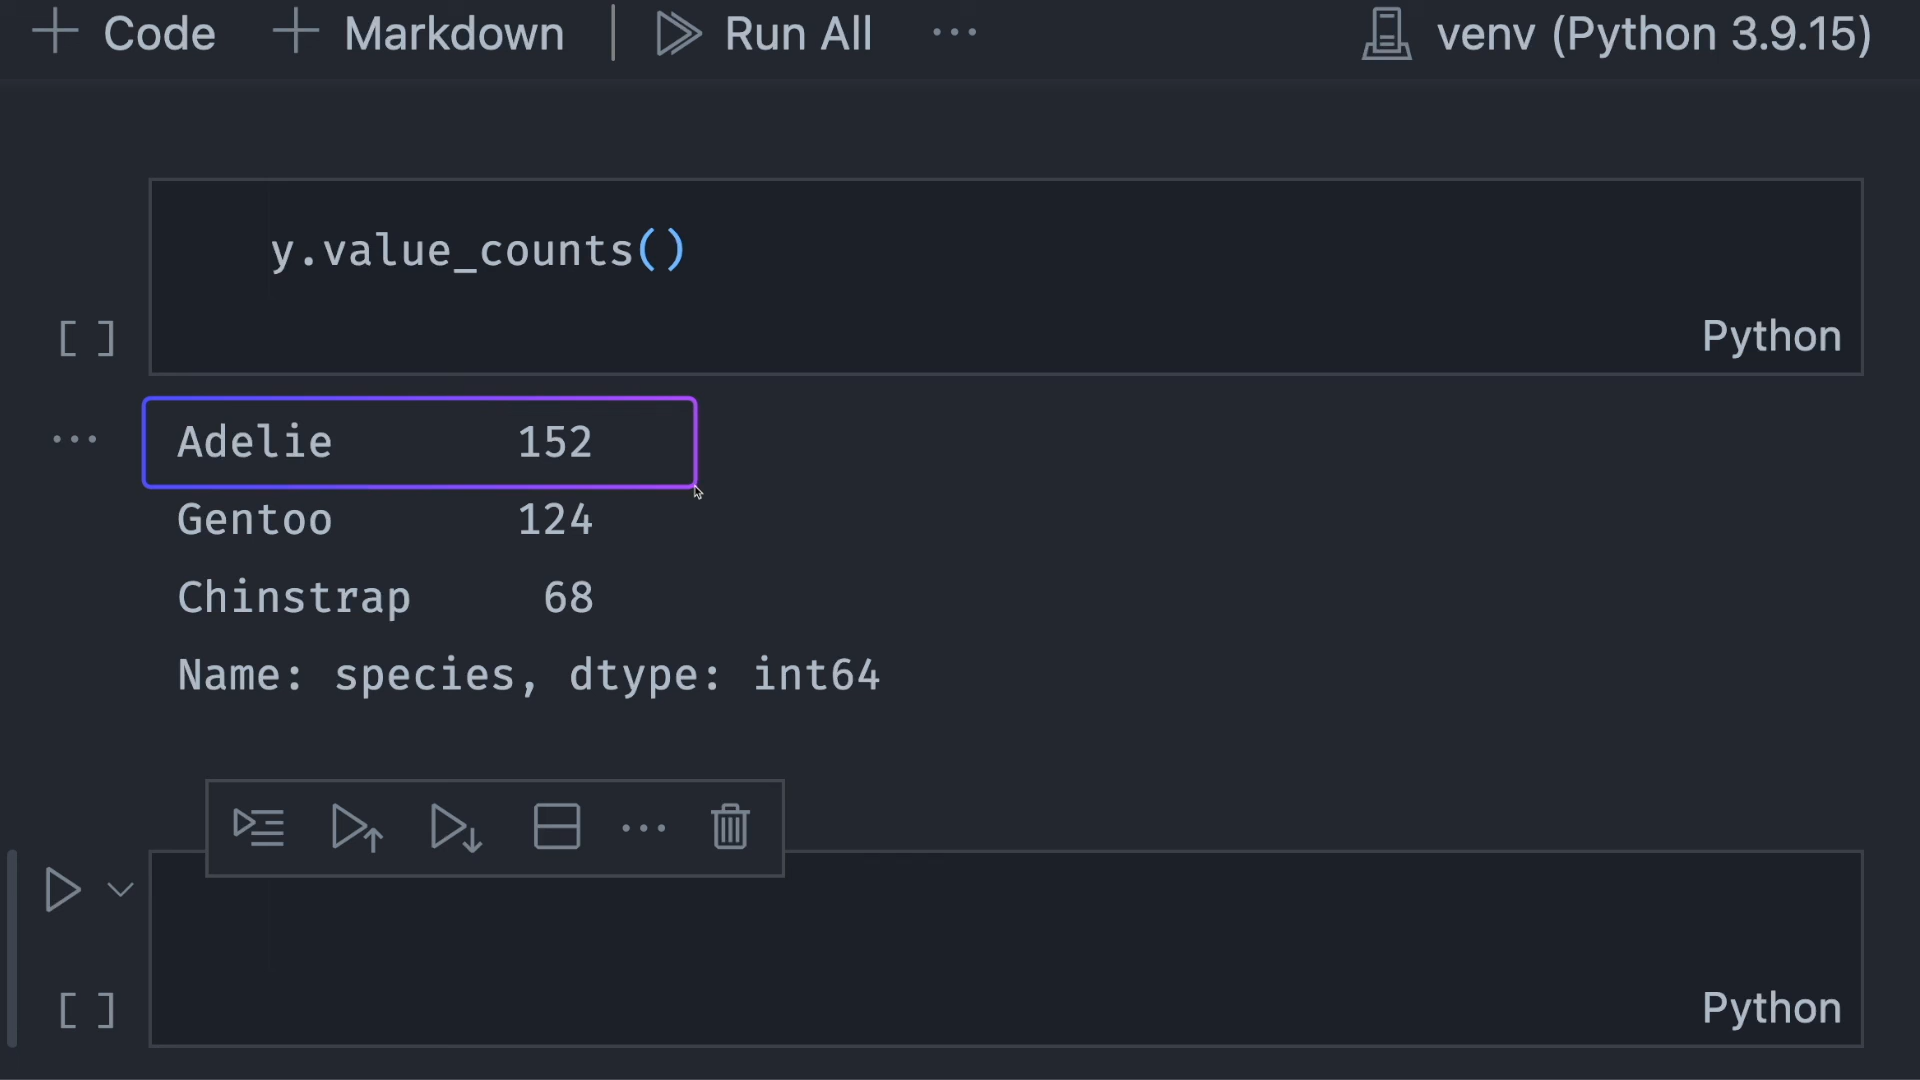 + Code + Markdown | Run All ... venv (Python 3.9.15)
y.value_counts()
[ ] Python
... Adelie 152
Gentoo 124
Chinstrap 68
Name: species, dtype: int64
...
[ ] Python